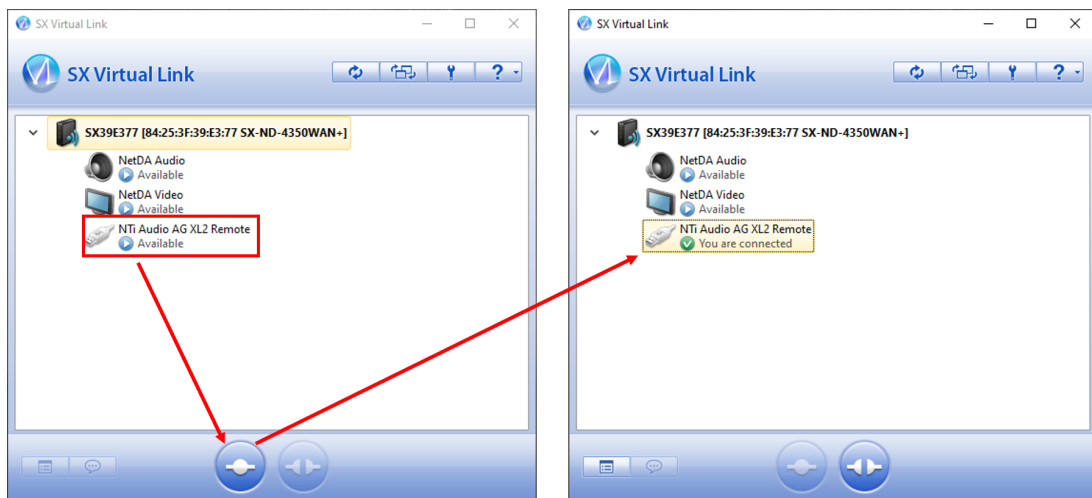 SX Virtual Link
SX Virtual Link
?
SX39E377 [84:25:3F:39:E3:77 SX-ND-4350WAN+]
NetDA Audio
Available
NetDA Video
Available
NTi Audio AG XL2 Remote
Available
SX Virtual Link
SX Virtual Link
?
SX39E377 [84:25:3F:39:E3:77 SX-ND-4350WAN+]
NetDA Audio
Available
NetDA Video
Available
NTi Audio AG XL2 Remote
You are connected